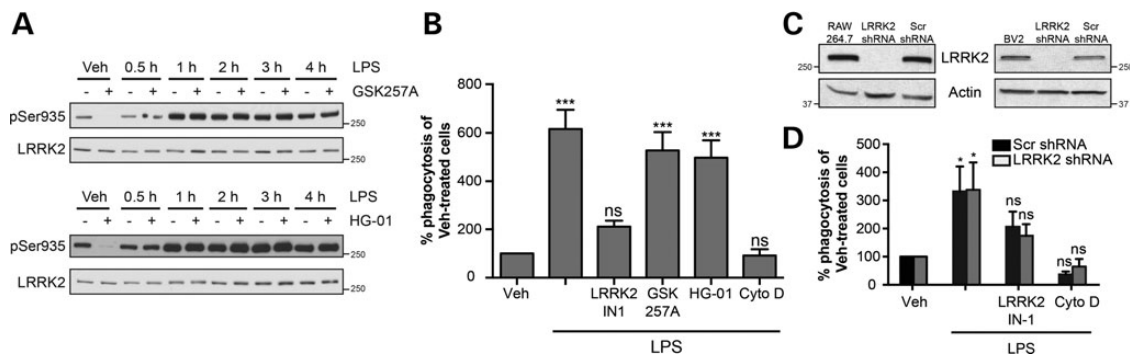 A
Veh 0.5 h 1 h 2 h 3 h 4 h LPS
- + - + - + - + - + - + GSK257A
pSer935
250
LRRK2
250
Veh 0.5 h 1 h 2 h 3 h 4 h LPS
- + - + - + - + - + - + HG-01
pSer935
250
LRRK2
250
B
% phagocytosis of
Veh-treated cells
800
600
400
200
0
***
ns
***
***
ns
Veh LRRK2 GSK HG-01 Cyto D
IN1 257A
LPS
C
RAW LRRK2 Scr
264.7 shRNA shRNA
LRRK2 Scr
BV2 shRNA shRNA
250
LRRK2
250
37
Actin
37
D
Scr shRNA
LRRK2 shRNA
% phagocytosis of
Veh-treated cells
500
400
300
200
100
0
* *
ns
ns
ns
ns
Veh LRRK2 Cyto D
IN-1
LPS